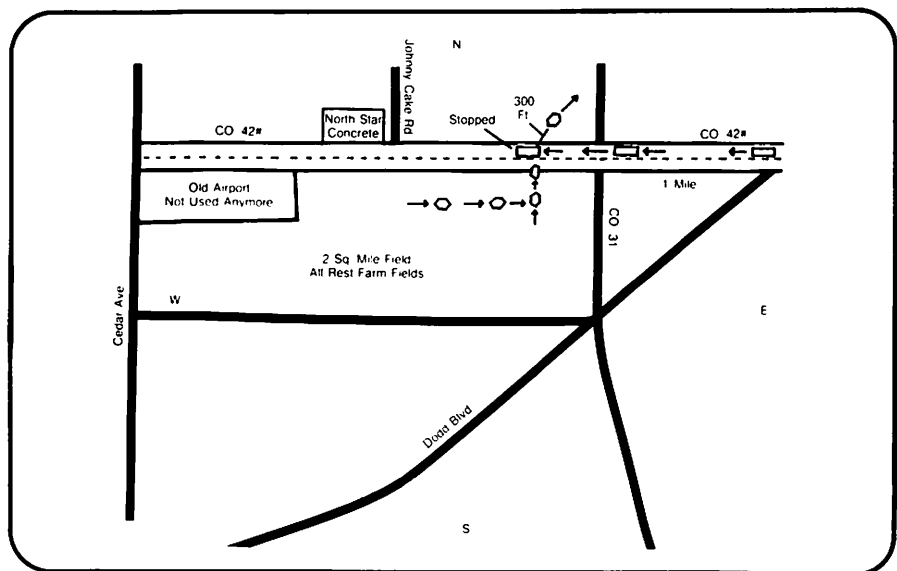 N
Johnny Cake Rd
300
Ft
North Star
Concrete
Stopped
CO 42#
CO 42#
Old Airport
Not Used Anymore
1 Mile
CO 31
2 Sq Mile Field
All Rest Farm Fields
W
E
Cedar Ave
Dodd Blvd
S